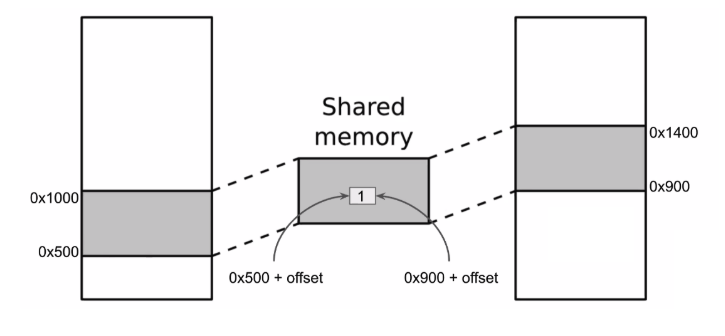 Shared
memory
0x1400
0x1000
0x900
1
0x500
0x500 + offset
0x900 + offset